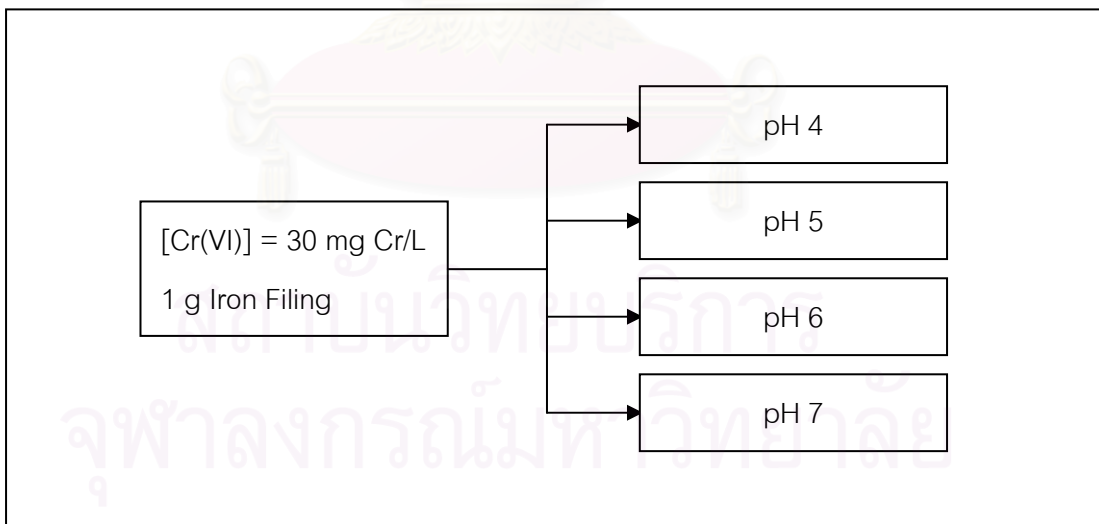 [Cr(VI)] = 30 mg Cr/L
1 g Iron Filing
pH 4
pH 5
pH 6
pH 7
สถาบันวิทยบริการ
จุฬาลงกรณ์มหาวิทยาลัย